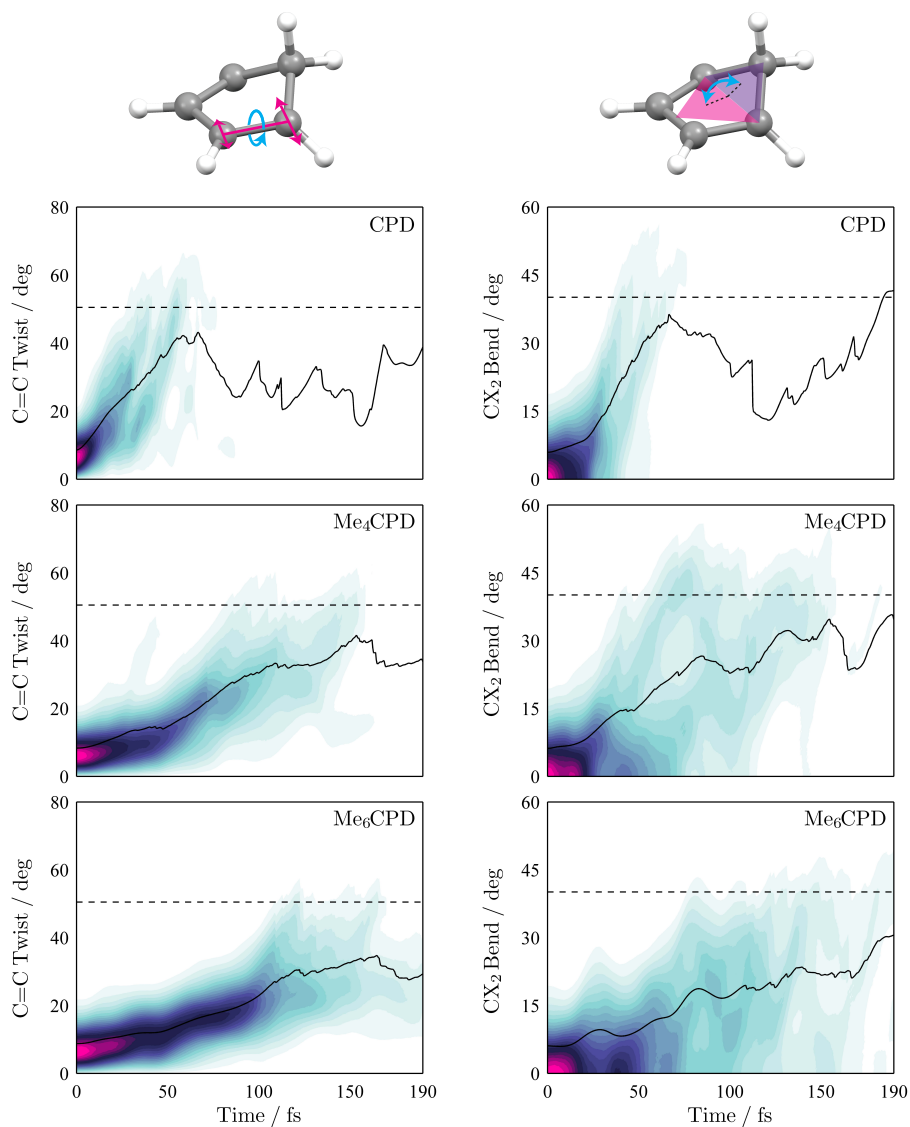 80
60
40
20
0
C=C Twist / deg
CPD
60
45
30
15
0
CX₂ Bend / deg
CPD
80
60
40
20
0
C=C Twist / deg
Me₄CPD
60
45
30
15
0
CX₂ Bend / deg
Me₄CPD
80
60
40
20
0
C=C Twist / deg
Me₆CPD
0 50 100 150 190
Time / fs
60
45
30
15
0
CX₂ Bend / deg
Me₆CPD
0 50 100 150 190
Time / fs